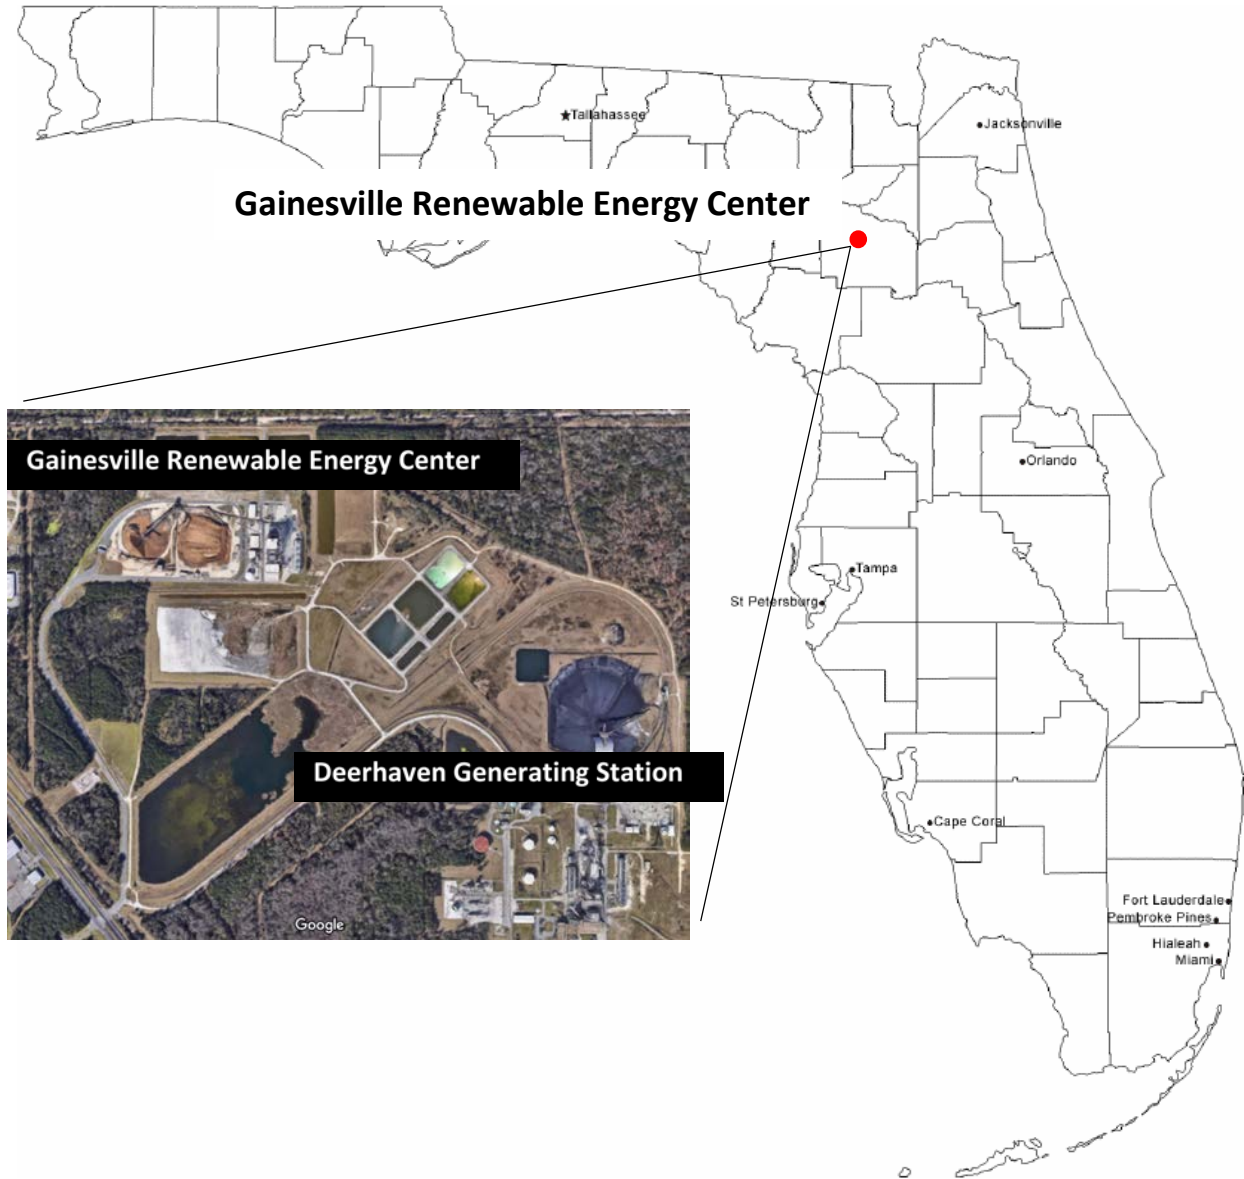 Tallahassee
Jacksonville
Gainesville Renewable Energy Center
Gainesville Renewable Energy Center
Orlando
Tampa
St Petersburg
Deerhaven Generating Station
Cape Coral
Fort Lauderdale
Pembroke Pines
Google
Hialeah
Miami